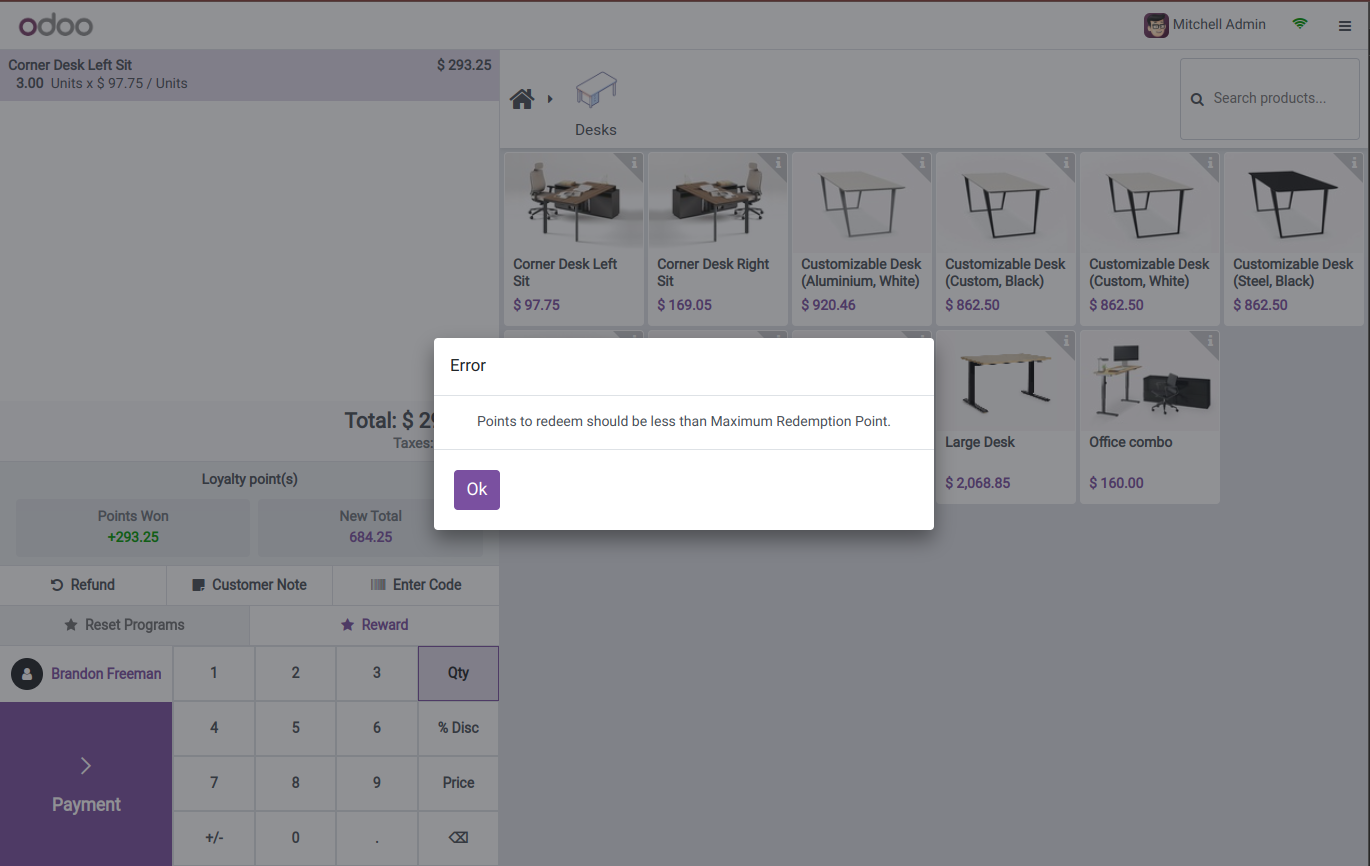 odoo
Mitchell Admin
Corner Desk Left Sit
$ 293.25
3.00 Units x $ 97.75 / Units
Desks
Search products...
Corner Desk Left Sit
$ 97.75
Corner Desk Right Sit
$ 169.05
Customizable Desk (Aluminium, White)
$ 920.46
Customizable Desk (Custom, Black)
$ 862.50
Customizable Desk (Custom, White)
$ 862.50
Customizable Desk (Steel, Black)
$ 862.50
Error
Points to redeem should be less than Maximum Redemption Point.
Ok
Large Desk
$ 2,068.85
Office combo
$ 160.00
Total: $
Taxes:
Loyalty point(s)
Points Won
+293.25
New Total
684.25
Refund
Customer Note
Enter Code
Reset Programs
Reward
Brandon Freeman
1
2
3
Qty
4
5
6
% Disc
7
8
9
Price
+/-
0
.
Payment